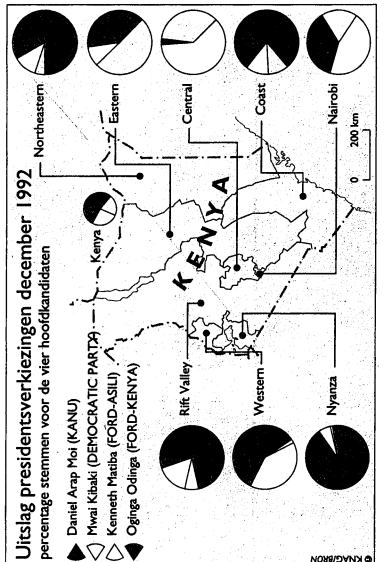 Uitslag presidentsverkiezingen december 1992
percentage stemmen voor de vier hoofdkandidaten
Daniel Arap Moi (KANU)
Mwai Kibaki (DEMOCRATIC PARTY)
Kenneth Matiba (FORD-ASILI)
Oginga Odinga (FORD-KENYA)
Kenya
Northeastern
Eastern
Central
Coast
Nairobi
KENYA
Rift Valley
Western
Nyanza
0 200 km
© KNAG/BRON